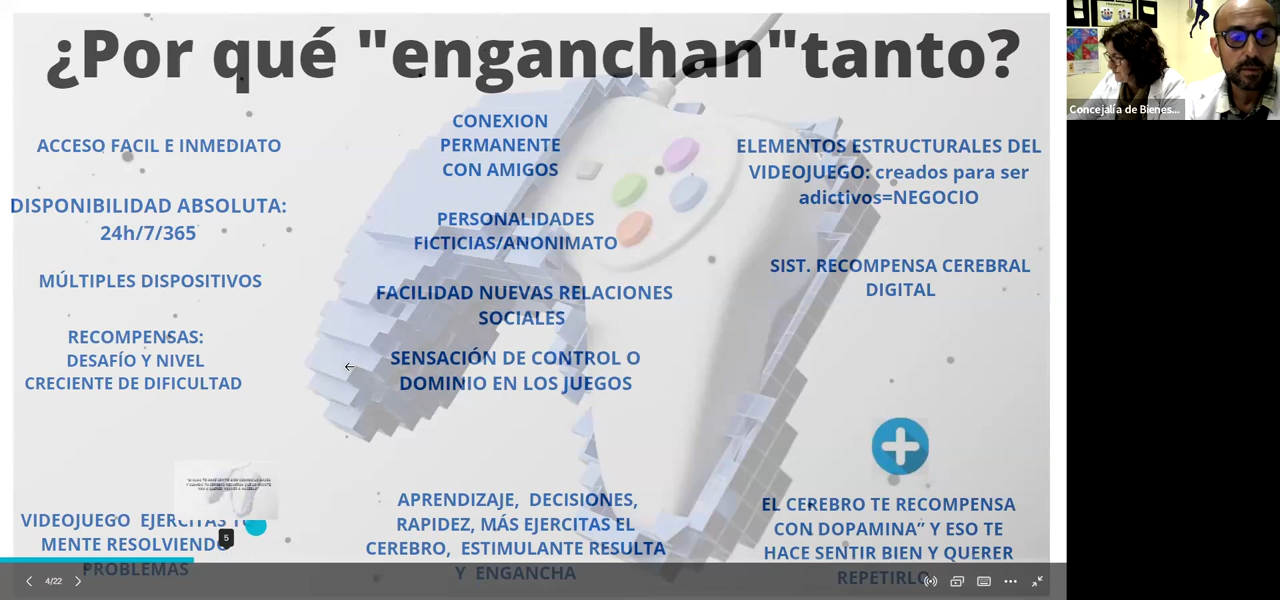 ¿Por qué "enganchan"tanto?
ACCESO FACIL E INMEDIATO
DISPONIBILIDAD ABSOLUTA:
24h/7/365
MÚLTIPLES DISPOSITIVOS
RECOMPENSAS:
DESAFÍO Y NIVEL
CRECIENTE DE DIFICULTAD
VIDEOJUEGO EJERCITAS
MENTE RESOLVIENDO
PROBLEMAS
CONEXION
PERMANENTE
CON AMIGOS
PERSONALIDADES
FICTICIAS/ANONIMATO
FACILIDAD NUEVAS RELACIONES
SOCIALES
SENSACIÓN DE CONTROL O
DOMINIO EN LOS JUEGOS
APRENDIZAJE, DECISIONES,
RAPIDEZ, MÁS EJERCITAS EL
CEREBRO, ESTIMULANTE RESULTA
Y ENGANCHA
ELEMENTOS ESTRUCTURALES DEL
VIDEOJUEGO: creados para ser
adictivos=NEGOCIO
SIST. RECOMPENSA CEREBRAL
DIGITAL
EL CEREBRO TE RECOMPENSA
CON DOPAMINA” Y ESO TE
HACE SENTIR BIEN Y QUERER
REPETIRLO
5
4/22
Concejalía de Bienes...